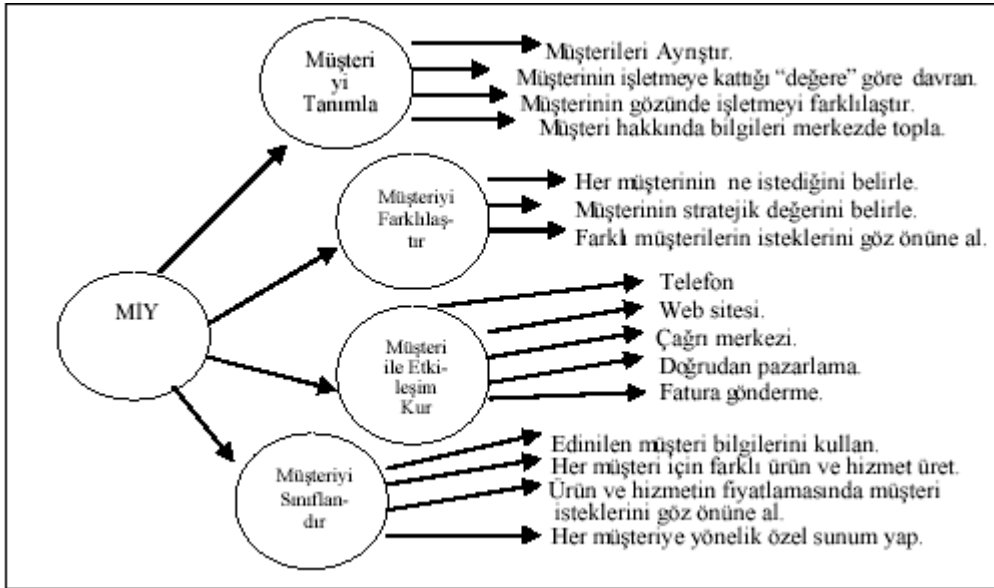 Müşteri
yi
Tanımla
Müşterileri Ayrıştır.
Müşterinin işletmeye kattığı “değere” göre davran.
Müşterinin gözünde işletmeyi farklılaştır.
Müşteri hakkında bilgileri merkezde topla.
Müşteriyi
Farklılaş-
tır
Her müşterinin ne istediğini belirle.
Müşterinin stratejik değerini belirle.
Farklı müşterilerin isteklerini göz önüne al.
MİY
Müşteri
ile Etki-
leşim
Kur
Telefon
Web sitesi.
Çağrı merkezi.
Doğrudan pazarlama.
Fatura gönderme.
Müşteriyi
Sınıflan-
dır
Edinilen müşteri bilgilerini kullan.
Her müşteri için farklı ürün ve hizmet üret.
Ürün ve hizmetin fiyatlamasında müşteri
isteklerini göz önüne al.
Her müşteriye yönelik özel sunum yap.